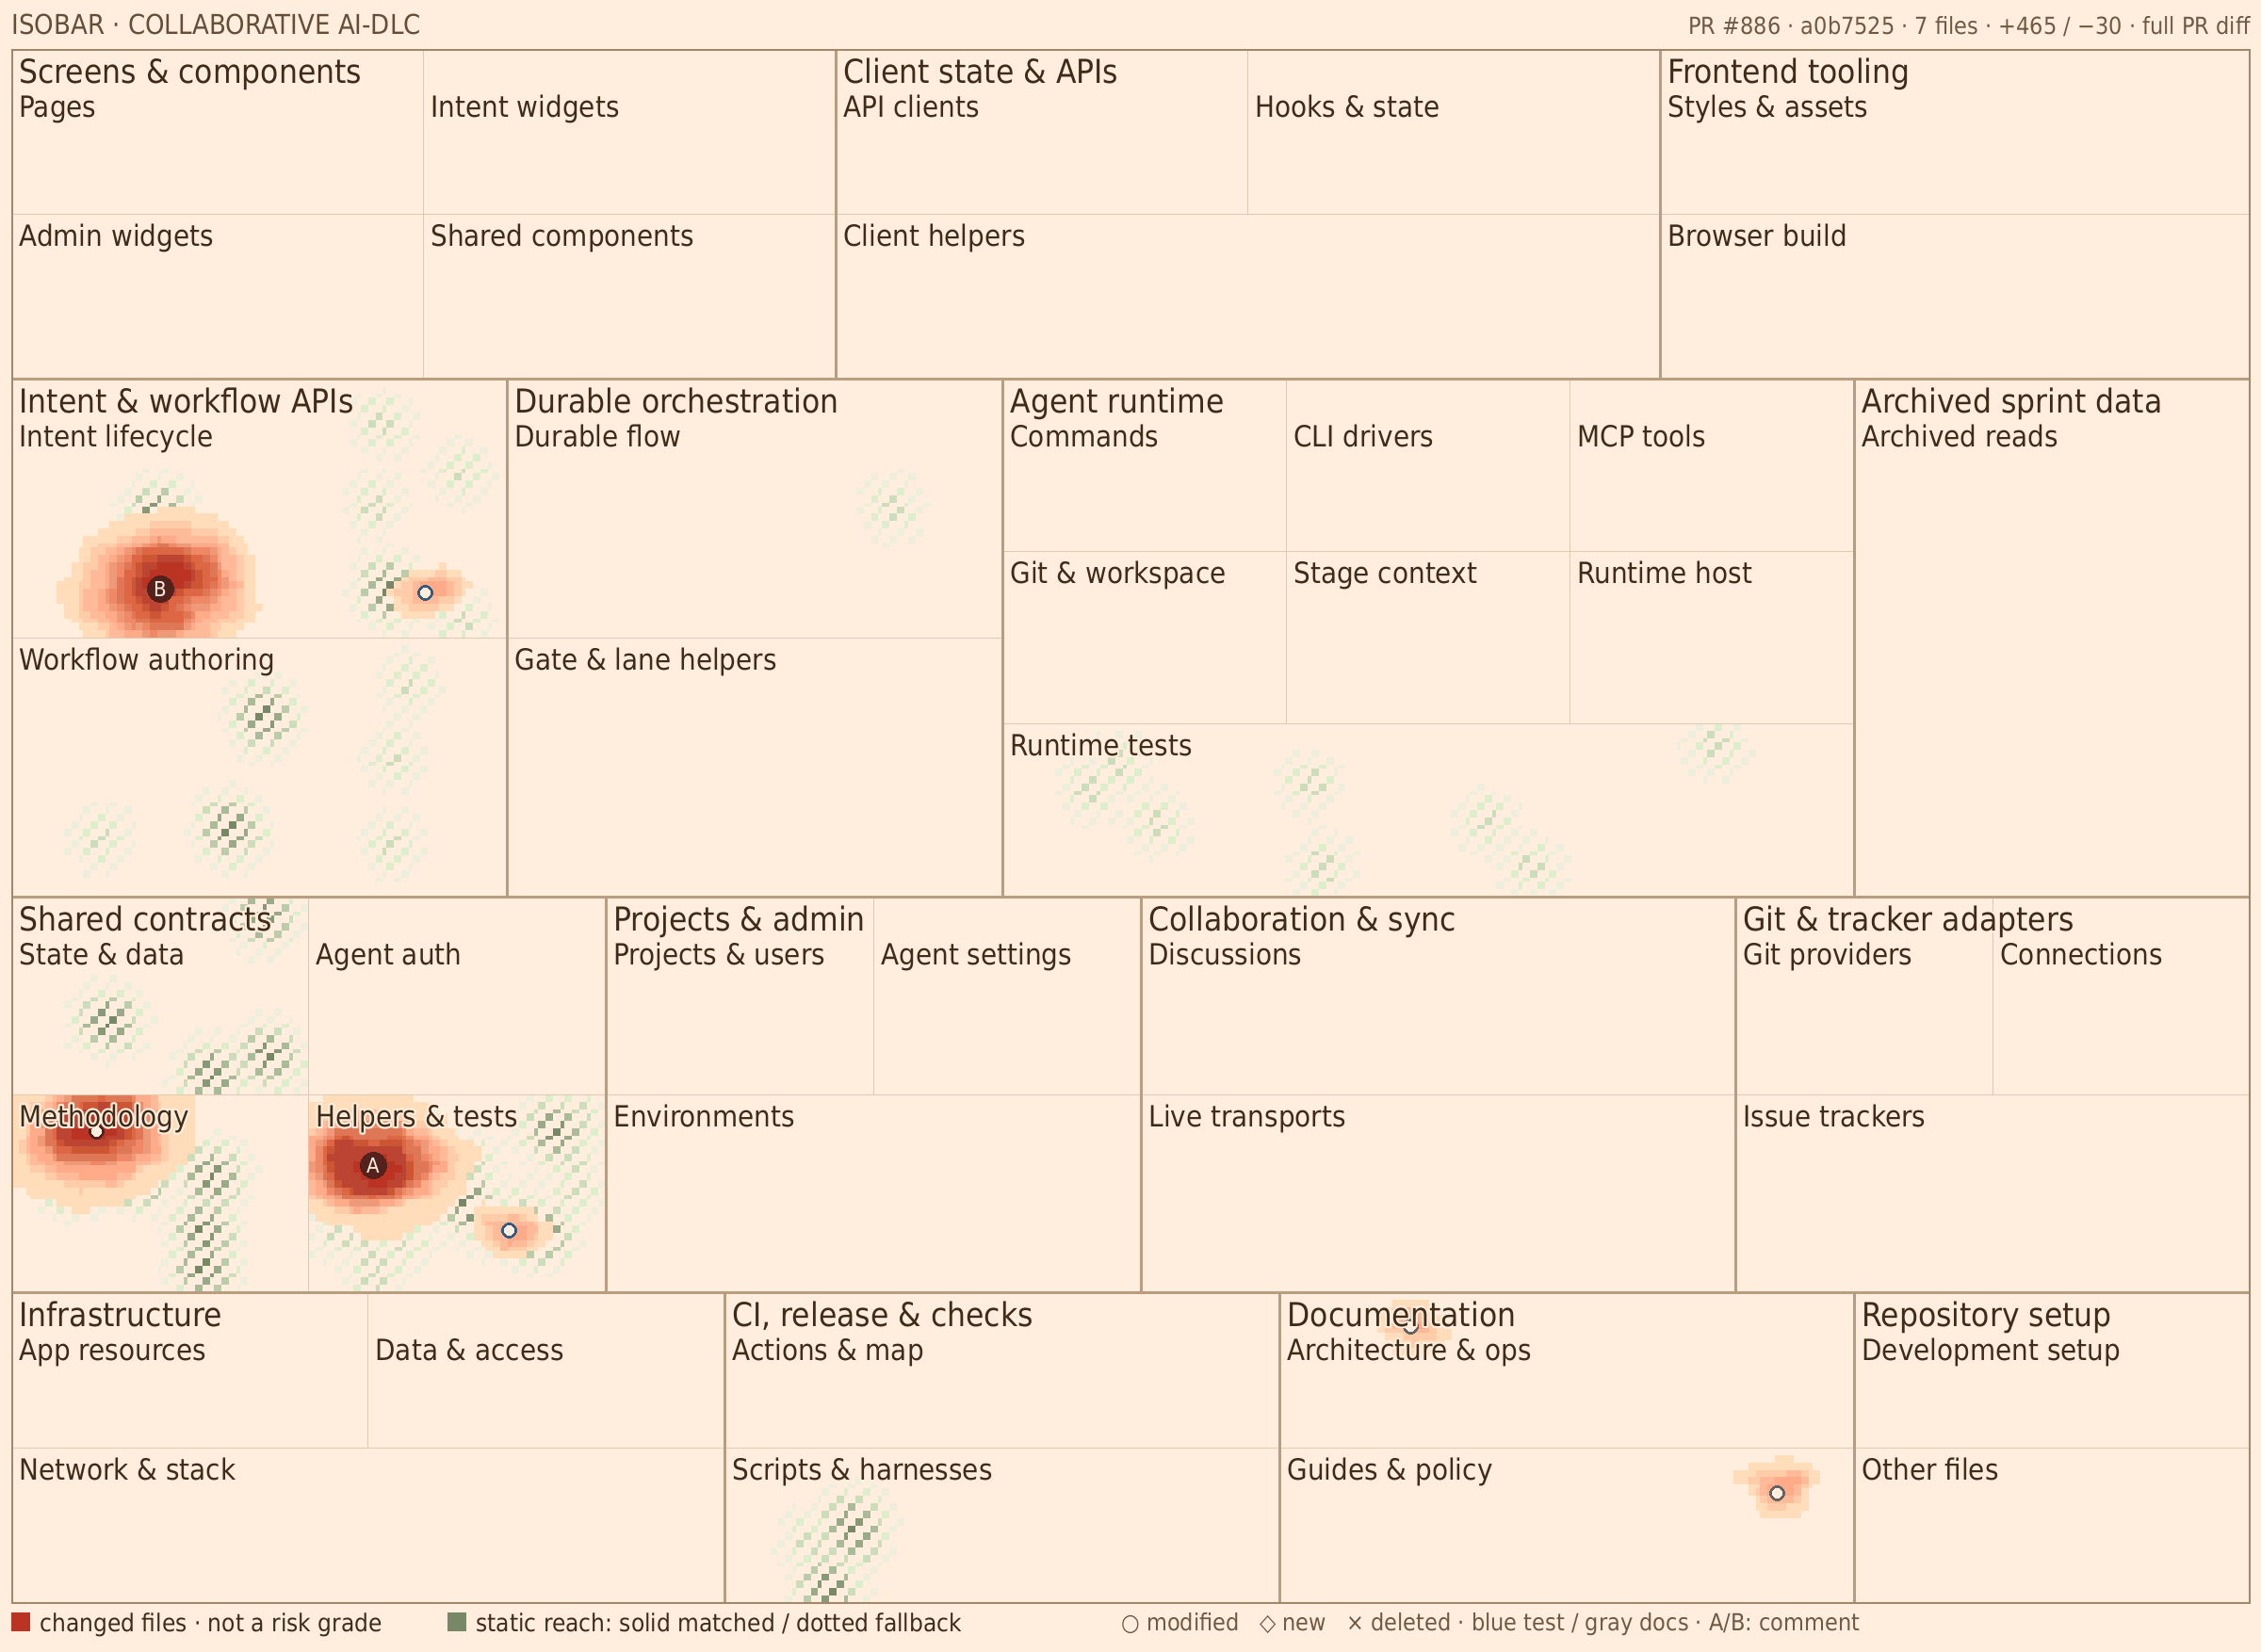 ISOBAR · COLLABORATIVE AI-DLC
PR #886 · a0b7525 · 7 files · +465 / −30 · full PR diff
Screens & components
Pages
Intent widgets
Client state & APIs
API clients
Hooks & state
Frontend tooling
Styles & assets
Admin widgets
Shared components
Client helpers
Browser build
Intent & workflow APIs
Intent lifecycle
B
Durable orchestration
Durable flow
Agent runtime
Commands
CLI drivers
MCP tools
Archived sprint data
Archived reads
Git & workspace
Stage context
Runtime host
Workflow authoring
Gate & lane helpers
Runtime tests
Shared contracts
State & data
Agent auth
Projects & admin
Projects & users
Agent settings
Collaboration & sync
Discussions
Git & tracker adapters
Git providers
Connections
Methodology
Helpers & tests
A
Environments
Live transports
Issue trackers
Infrastructure
App resources
Data & access
CI, release & checks
Actions & map
Documentation
Architecture & ops
Repository setup
Development setup
Network & stack
Scripts & harnesses
Guides & policy
Other files
changed files · not a risk grade
static reach: solid matched / dotted fallback
○ modified ◇ new × deleted · blue test / gray docs · A/B: comment